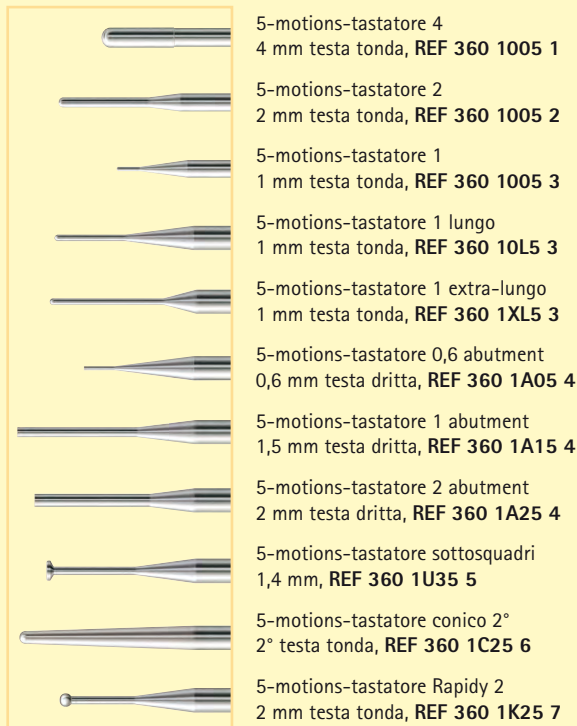 5-motions-tastatore 4
4 mm testa tonda, REF 360 1005 1
5-motions-tastatore 2
2 mm testa tonda, REF 360 1005 2
5-motions-tastatore 1
1 mm testa tonda, REF 360 1005 3
5-motions-tastatore 1 lungo
1 mm testa tonda, REF 360 10L5 3
5-motions-tastatore 1 extra-lungo
1 mm testa tonda, REF 360 1XL5 3
5-motions-tastatore 0,6 abutment
0,6 mm testa dritta, REF 360 1A05 4
5-motions-tastatore 1 abutment
1,5 mm testa dritta, REF 360 1A15 4
5-motions-tastatore 2 abutment
2 mm testa dritta, REF 360 1A25 4
5-motions-tastatore sottosquadri
1,4 mm, REF 360 1U35 5
5-motions-tastatore conico 2°
2° testa tonda, REF 360 1C25 6
5-motions-tastatore Rapidy 2
2 mm testa tonda, REF 360 1K25 7